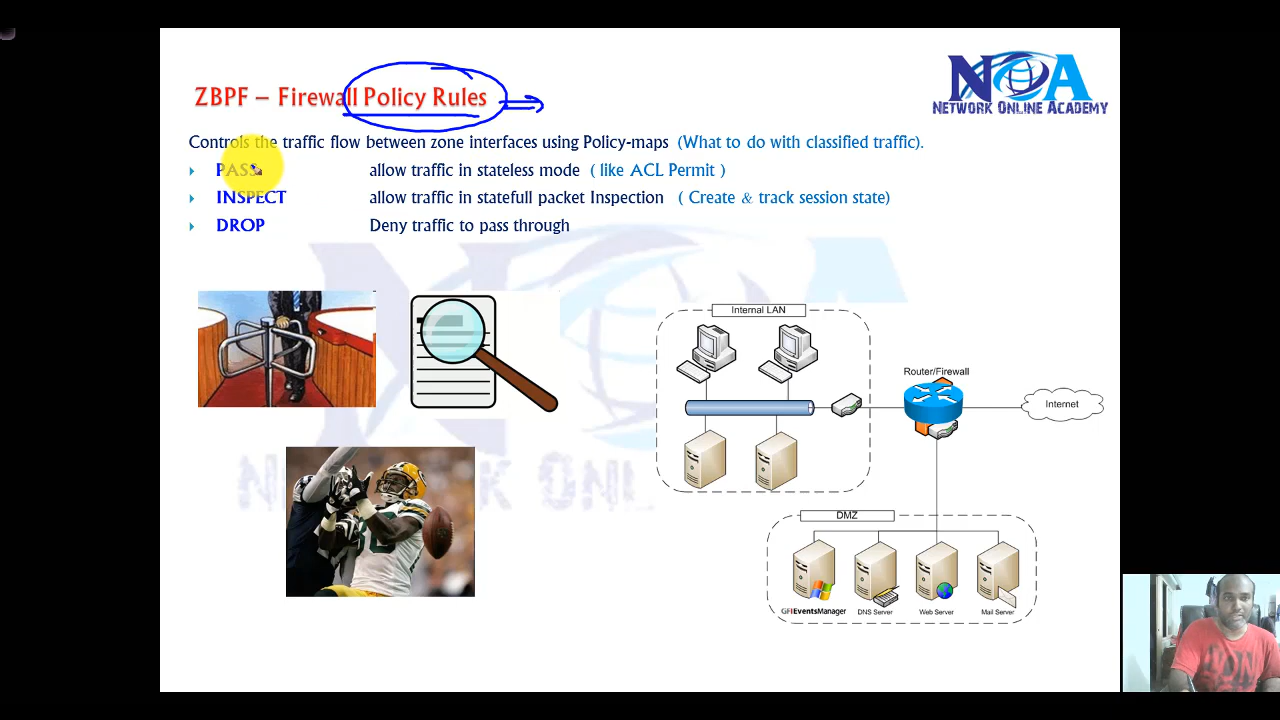 NOA
NETWORK ONLINE ACADEMY
ZBPF – Firewall Policy Rules
Controls the traffic flow between zone interfaces using Policy-maps (What to do with classified traffic).
PASS allow traffic in stateless mode ( like ACL Permit )
INSPECT allow traffic in statefull packet Inspection ( Create & track session state)
DROP Deny traffic to pass through
Internal LAN
Router/Firewall
Internet
DMZ
GFIEventsManager DNS Server Web Server Mail Server